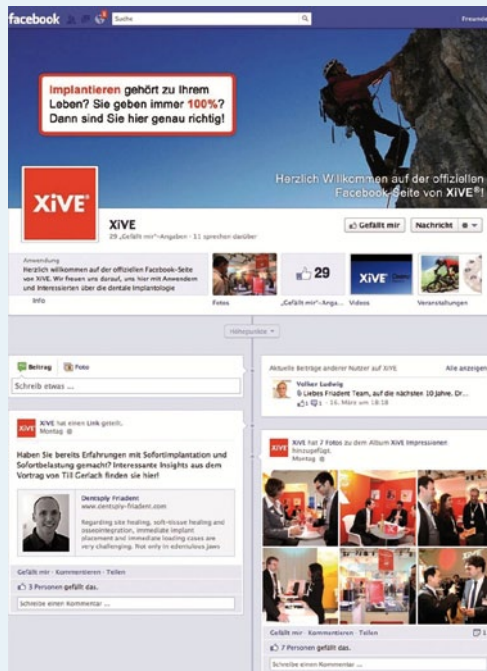 facebook
Suche
Freunde
Implantieren gehört zu Ihrem
Leben? Sie geben immer 100%?
Dann sind Sie hier genau richtig!
Herzlich Willkommen auf der offiziellen
Facebook-Seite von XiVE®!
XiVE®
XiVE
29 „Gefällt mir“-Angaben · 11 sprechen darüber
Gefällt mir
Nachricht
Anwendung
Herzlich willkommen auf der offiziellen Facebook-Seite
von XiVE. Wir freuen uns darauf, uns hier mit Anwendern
und Interessierten über die dentale Implantologie
Info
29
XiVE
Fotos
„Gefällt mir“-Anga...
Videos
Veranstaltungen
Höhepunkte
Beitrag
Foto
Schreib etwas ...
XiVE
XiVE hat einen Link geteilt.
Montag
Haben Sie bereits Erfahrungen mit Sofortimplantation und
Sofortbelastung gemacht? Interessante Insights aus dem
Vortrag von Till Gerlach finden sie hier!
Dentsply Friadent
www.dentsply-friadent.com
Regarding site healing, soft-tissue healing and
osseointegration, immediate implant
placement and immediate loading cases are
very challenging. Not only in edentulous jaws
Gefällt mir · Kommentieren · Teilen
3 Personen gefällt das.
Schreibe einen Kommentar ...
Aktuelle Beiträge anderer Nutzer auf XiVE
Alle anzeigen
Volker Ludwig
Liebes Friadent Team, auf die nächsten 10 Jahre. Dr...
1 · 16. März um 18:18
XiVE
XiVE hat 7 Fotos zu dem Album XiVE Impressionen
hinzugefügt.
Montag
Gefällt mir · Kommentieren · Teilen
1
7 Personen gefällt das.
Schreibe einen Kommentar ...